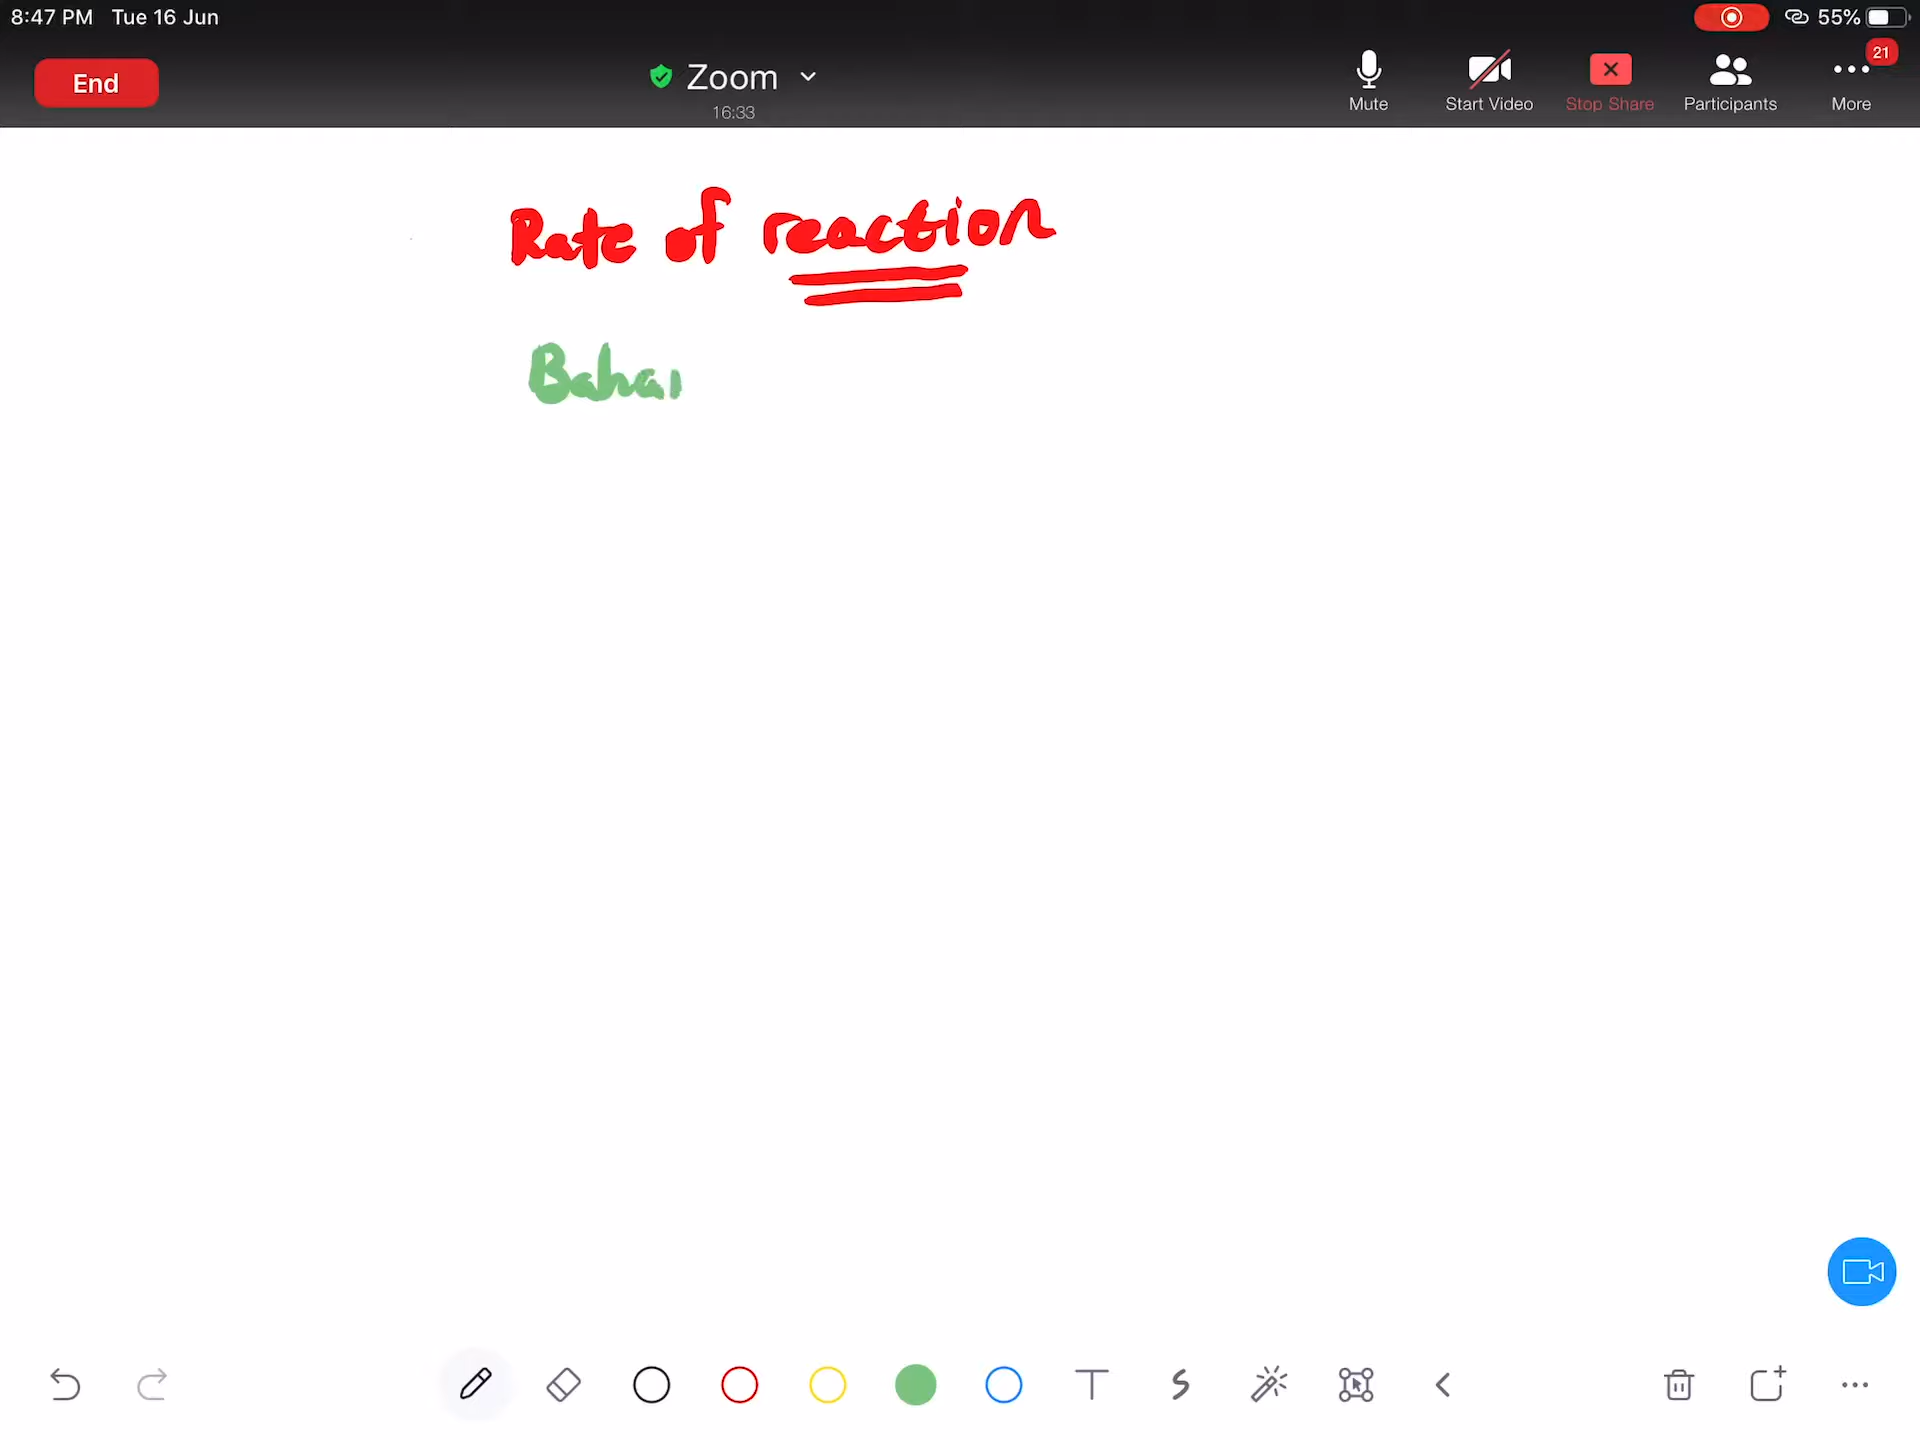 8:47 PM Tue 16 Jun
55%
End
Zoom
16:33
Mute
Start Video
Stop Share
Participants
21
More
Rate of reaction